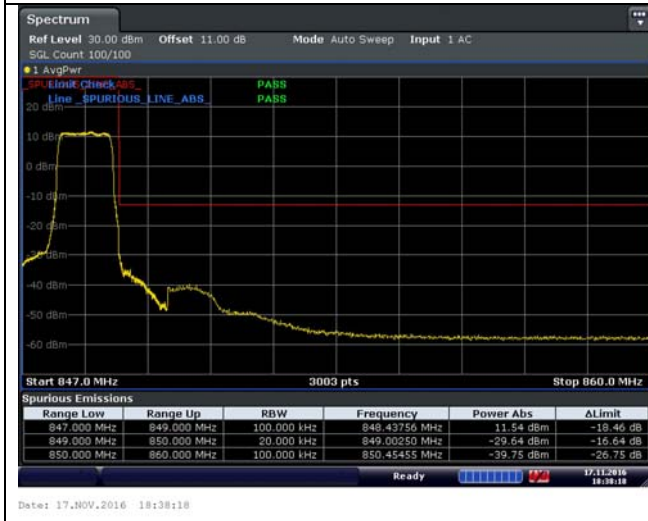 Spectrum
Ref Level 30.00 dBm Offset 11.00 dB Mode Auto Sweep Input 1 AC
SGL Count 100/100
1 AvgPwr
Limit Check PASS
Line _SPURIOUS_LINE_ABS_ PASS
20 dBm
10 dBm
0 dBm
-10 dBm
-20 dBm
-30 dBm
-40 dBm
-50 dBm
-60 dBm
Start 847.0 MHz 3003 pts Stop 860.0 MHz
Spurious Emissions
Range Low Range Up RBW Frequency Power Abs ΔLimit
847.000 MHz 849.000 MHz 100.000 kHz 848.43756 MHz 11.54 dBm -18.46 dB
849.000 MHz 850.000 MHz 20.000 kHz 849.00250 MHz -29.64 dBm -16.64 dB
850.000 MHz 860.000 MHz 100.000 kHz 850.45455 MHz -39.75 dBm -26.75 dB
Ready 17.11.2016
18:38:18
Date: 17.NOV.2016 18:38:18